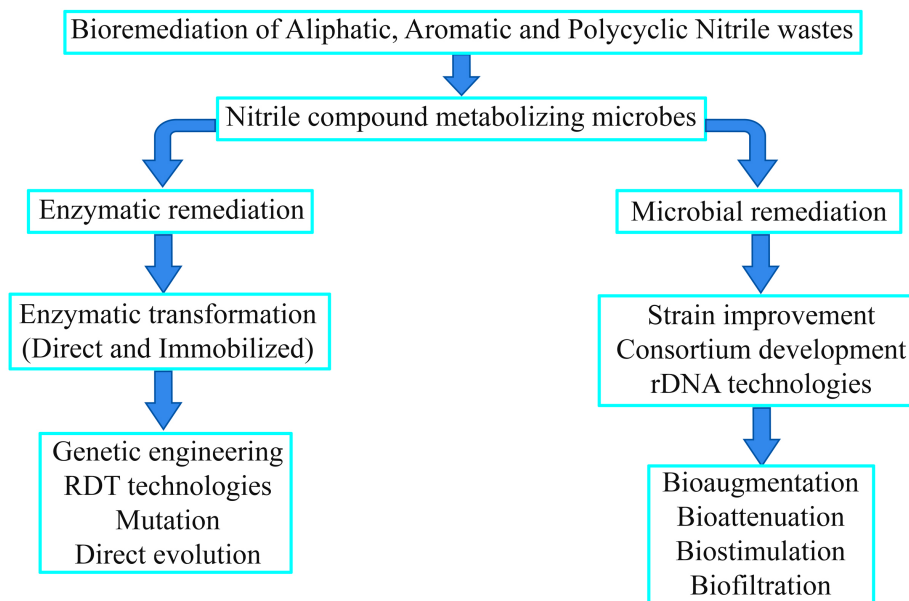 Bioremediation of Aliphatic, Aromatic and Polycyclic Nitrile wastes
Nitrile compound metabolizing microbes
Enzymatic remediation
Microbial remediation
Enzymatic transformation
(Direct and Immobilized)
Strain improvement
Consortium development
rDNA technologies
Genetic engineering
RDT technologies
Mutation
Direct evolution
Bioaugmentation
Bioattenuation
Biostimulation
Biofiltration